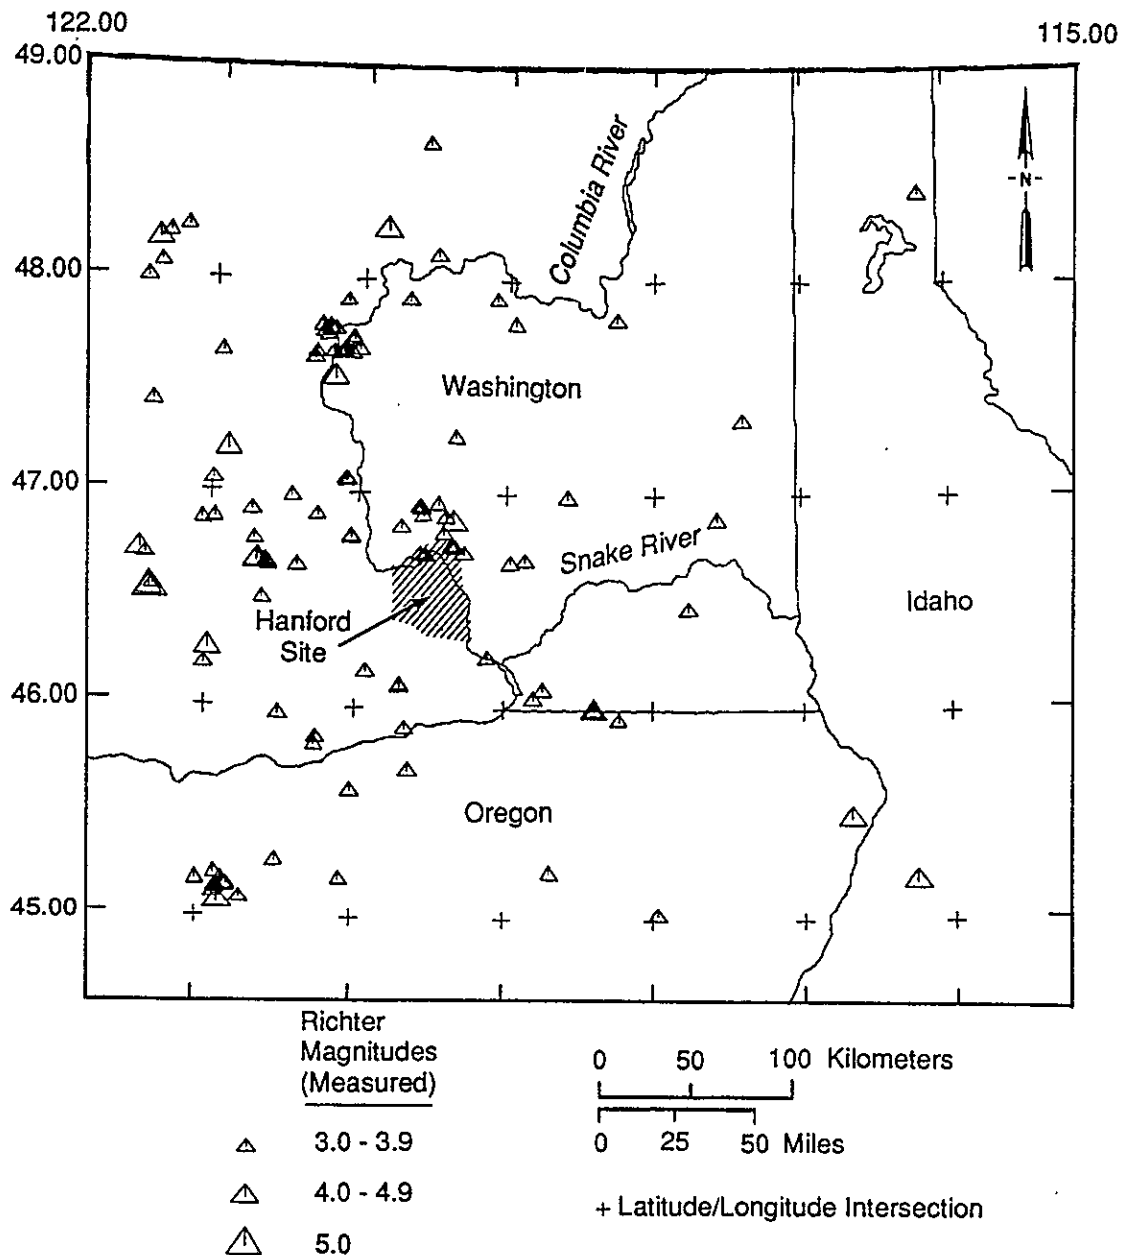 122.00
115.00
49.00
Columbia River
N
48.00
Washington
47.00
Snake River
Idaho
Hanford
Site
46.00
Oregon
45.00
Richter
Magnitudes
(Measured)
3.0 - 3.9
4.0 - 4.9
5.0
0 50 100 Kilometers
0 25 50 Miles
+ Latitude/Longitude Intersection